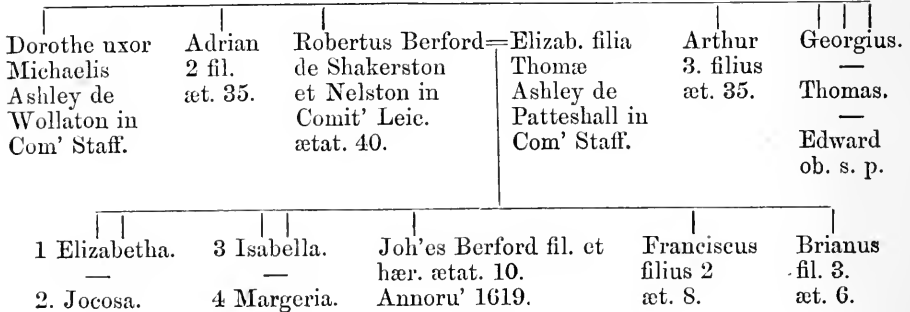 Dorothe uxor
Michaelis
Ashley de
Wollaton in
Com' Staff.
Adrian
2 fil.
æt. 35.
Robertus Berford=Elizab. filia
de Shakerston
et Nelston in
Comit' Leic.
ætat. 40.
Thomæ
Ashley de
Patteshall in
Com' Staff.
Arthur
3. filius
æt. 35.
Georgius.
—
Thomas.
—
Edward
ob. s. p.
1 Elizabetha.
—
2. Jocosa.
3 Isabella.
—
4 Margeria.
Joh'es Berford fil. et
hær. ætat. 10.
Annoru' 1619.
Franciscus
filius 2
æt. 8.
Brianus
fil. 3.
æt. 6.